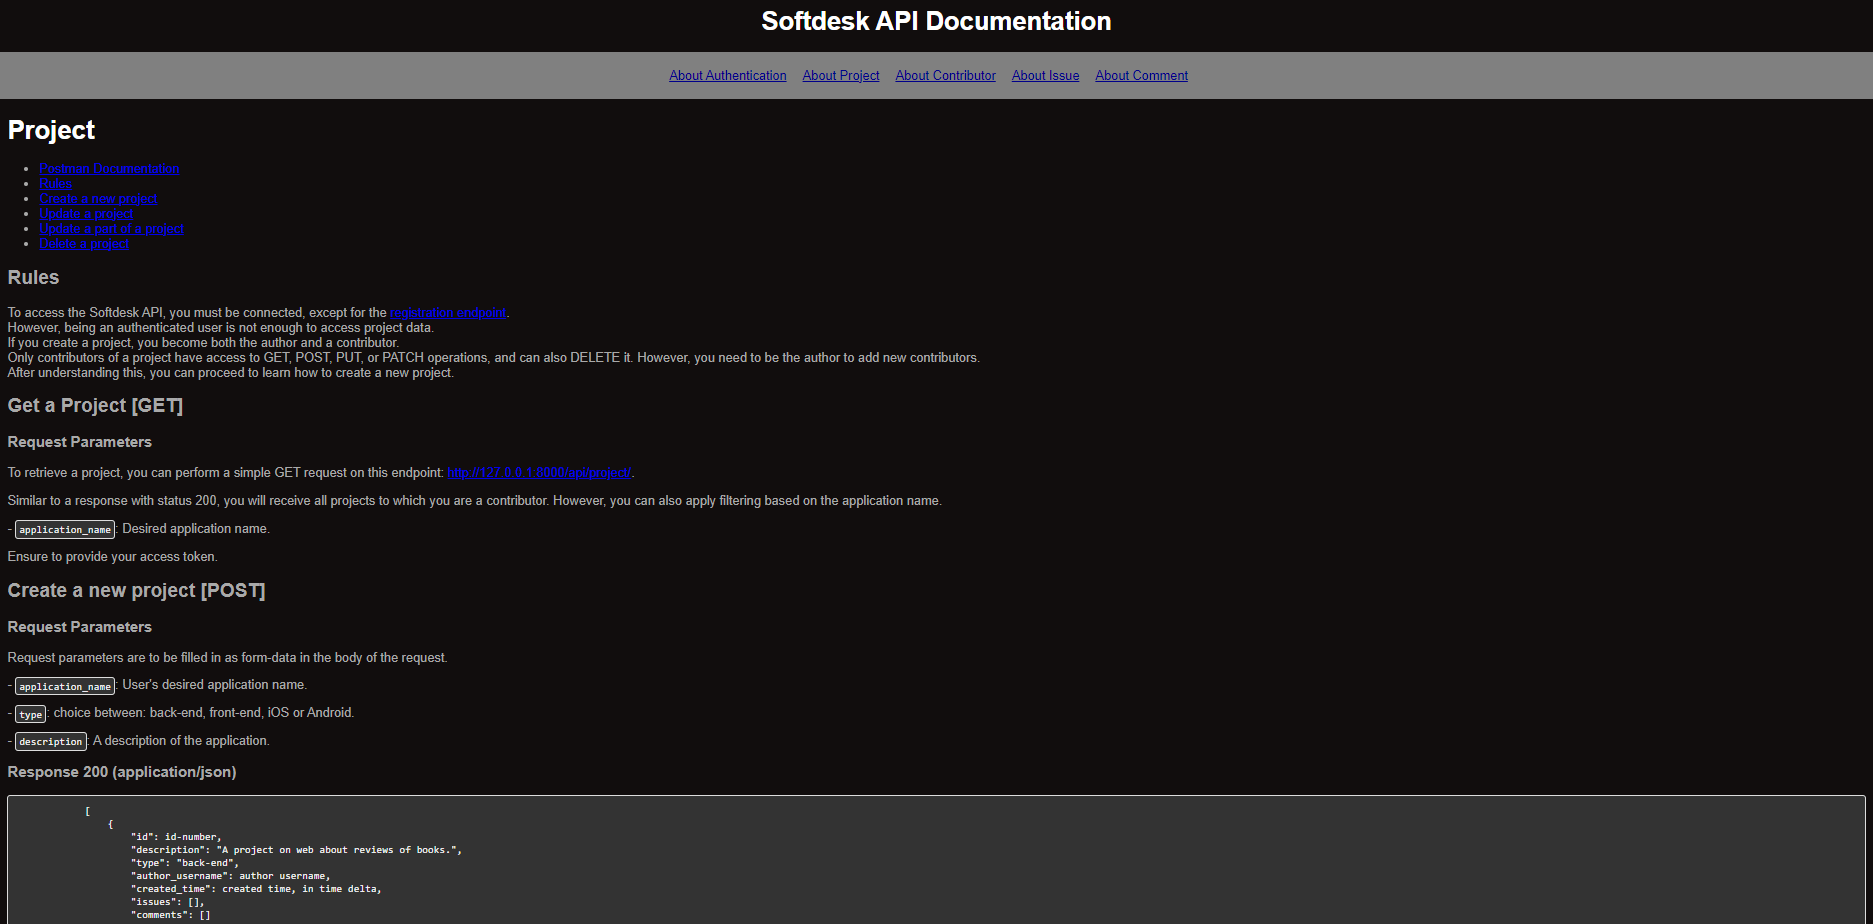 Softdesk API Documentation
About Authentication About Project About Contributor About Issue About Comment
Project
Postman Documentation
Rules
Create a new project
Update a project
Update a part of a project
Delete a project
Rules
To access the Softdesk API, you must be connected, except for the registration endpoint.
However, being an authenticated user is not enough to access project data.
If you create a project, you become both the author and a contributor.
Only contributors of a project have access to GET, POST, PUT, or PATCH operations, and can also DELETE it. However, you need to be the author to add new contributors.
After understanding this, you can proceed to learn how to create a new project.
Get a Project [GET]
Request Parameters
To retrieve a project, you can perform a simple GET request on this endpoint: http://127.0.0.1:8000/api/project/.
Similar to a response with status 200, you will receive all projects to which you are a contributor. However, you can also apply filtering based on the application name.
- application_name: Desired application name.
Ensure to provide your access token.
Create a new project [POST]
Request Parameters
Request parameters are to be filled in as form-data in the body of the request.
- application_name: User's desired application name.
- type: choice between: back-end, front-end, iOS or Android.
- description: A description of the application.
Response 200 (application/json)
[
{
"id": id-number,
"description": "A project on web about reviews of books.",
"type": "back-end",
"author_username": author username,
"created_time": created time, in time delta,
"issues": [],
"comments": []